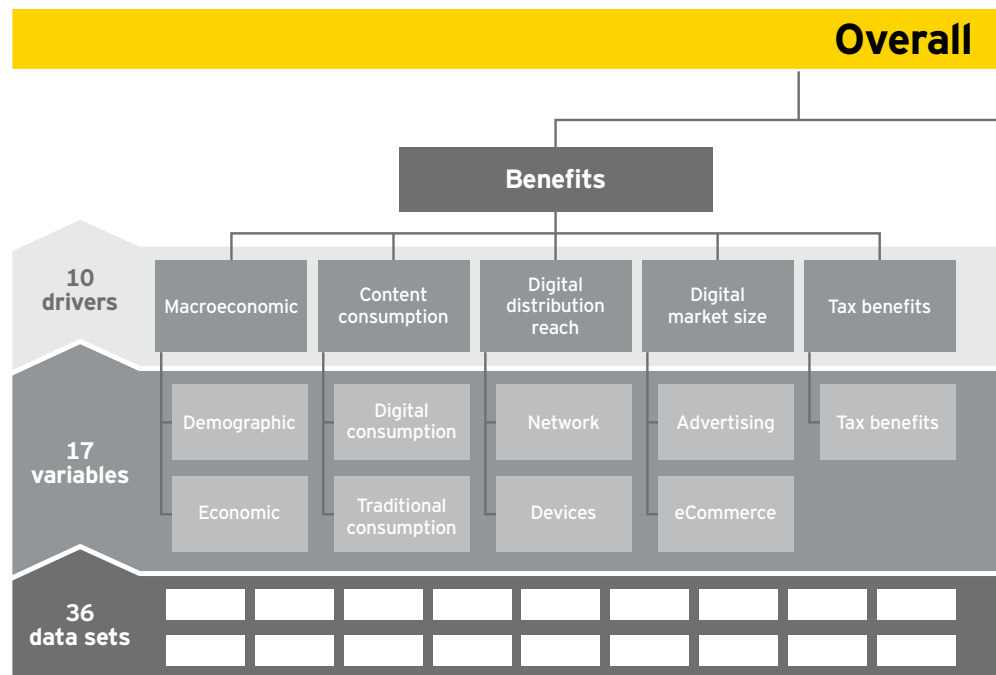 Overall
Benefits
10
drivers
Macroeconomic
Content
consumption
Digital
distribution
reach
Digital
market size
Tax benefits
17
variables
Demographic
Digital
consumption
Network
Advertising
Tax benefits
Economic
Traditional
consumption
Devices
eCommerce
36
data sets